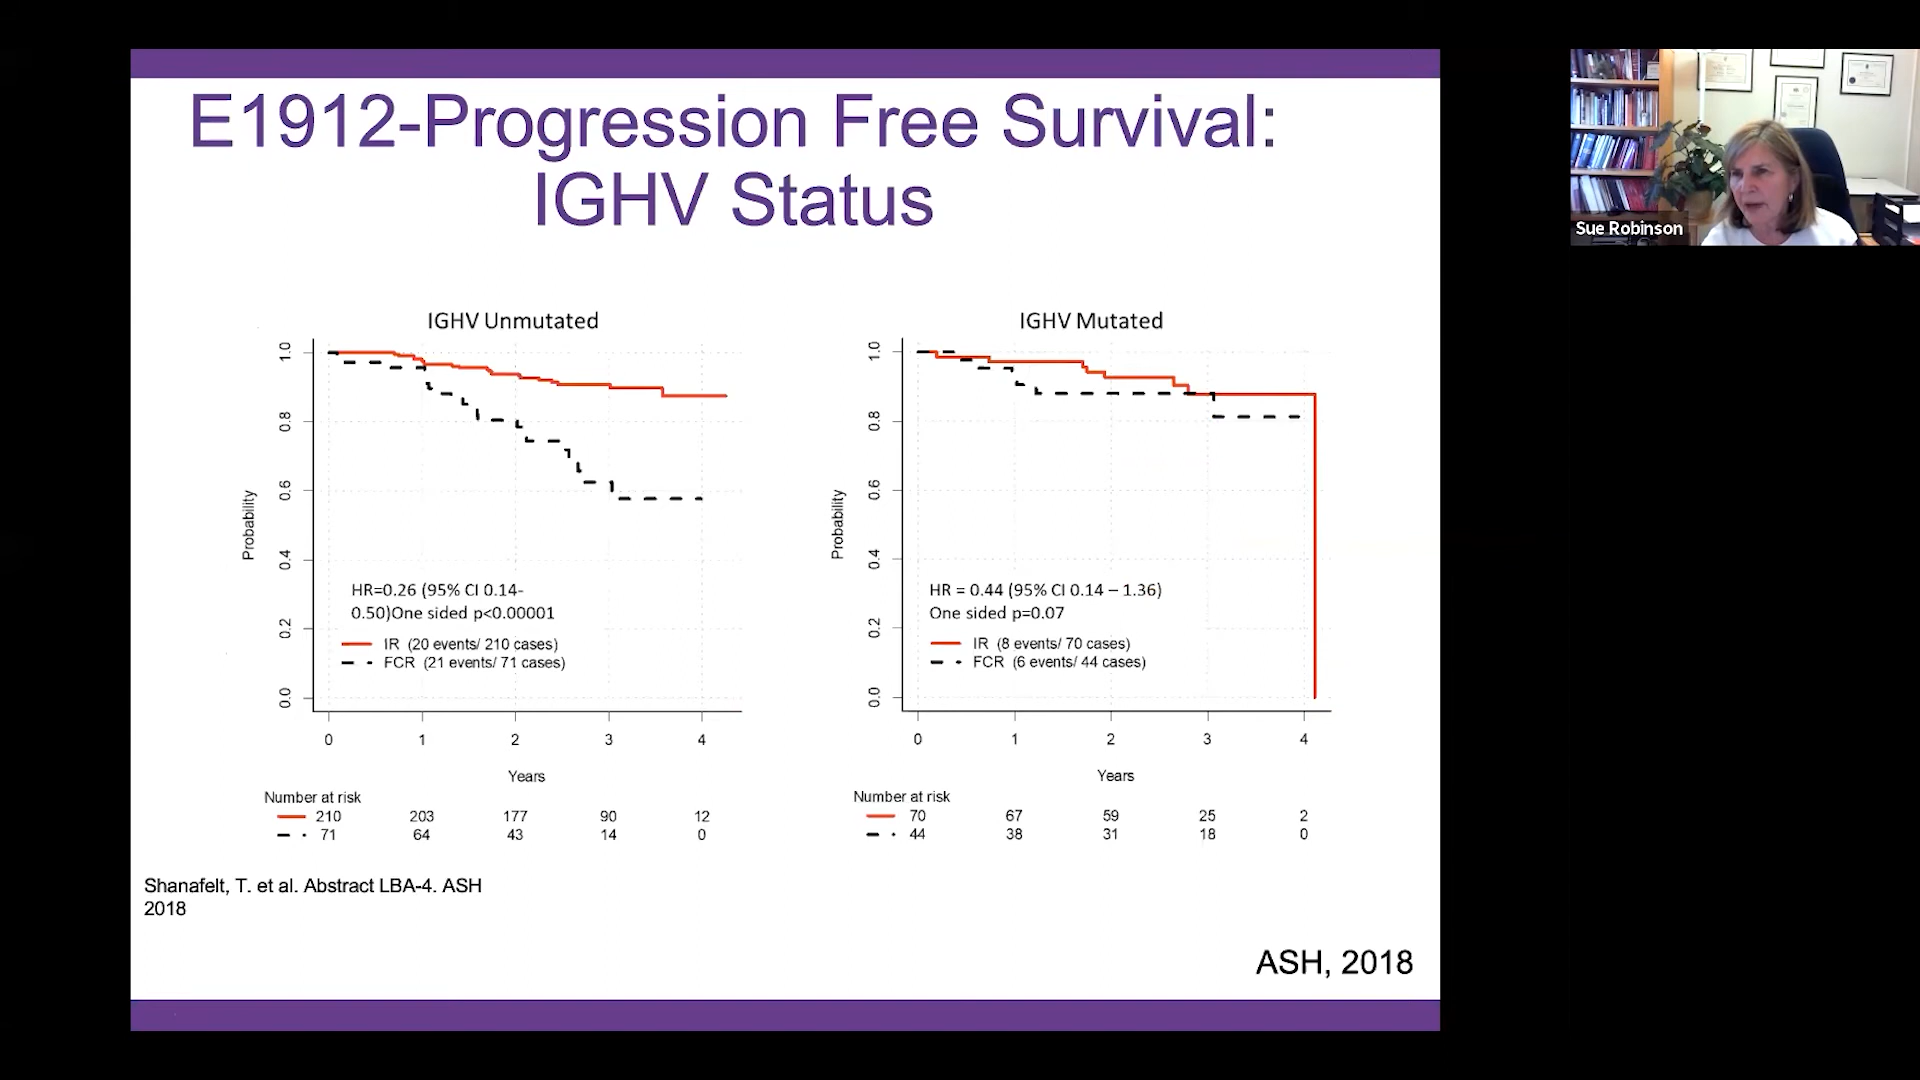 E1912-Progression Free Survival:
IGHV Status
Sue Robinson
IGHV Unmutated
1.0
0.8
0.6
0.4
0.2
0.0
Probability
HR=0.26 (95% CI 0.14-
0.50)One sided p<0.00001
IR (20 events/ 210 cases)
FCR (21 events/ 71 cases)
0 1 2 3 4
Years
Number at risk
210 203 177 90 12
71 64 43 14 0
IGHV Mutated
1.0
0.8
0.6
0.4
0.2
0.0
Probability
HR = 0.44 (95% CI 0.14 – 1.36)
One sided p=0.07
IR (8 events/ 70 cases)
FCR (6 events/ 44 cases)
0 1 2 3 4
Years
Number at risk
70 67 59 25 2
44 38 31 18 0
Shanafelt, T. et al. Abstract LBA-4. ASH
2018
ASH, 2018